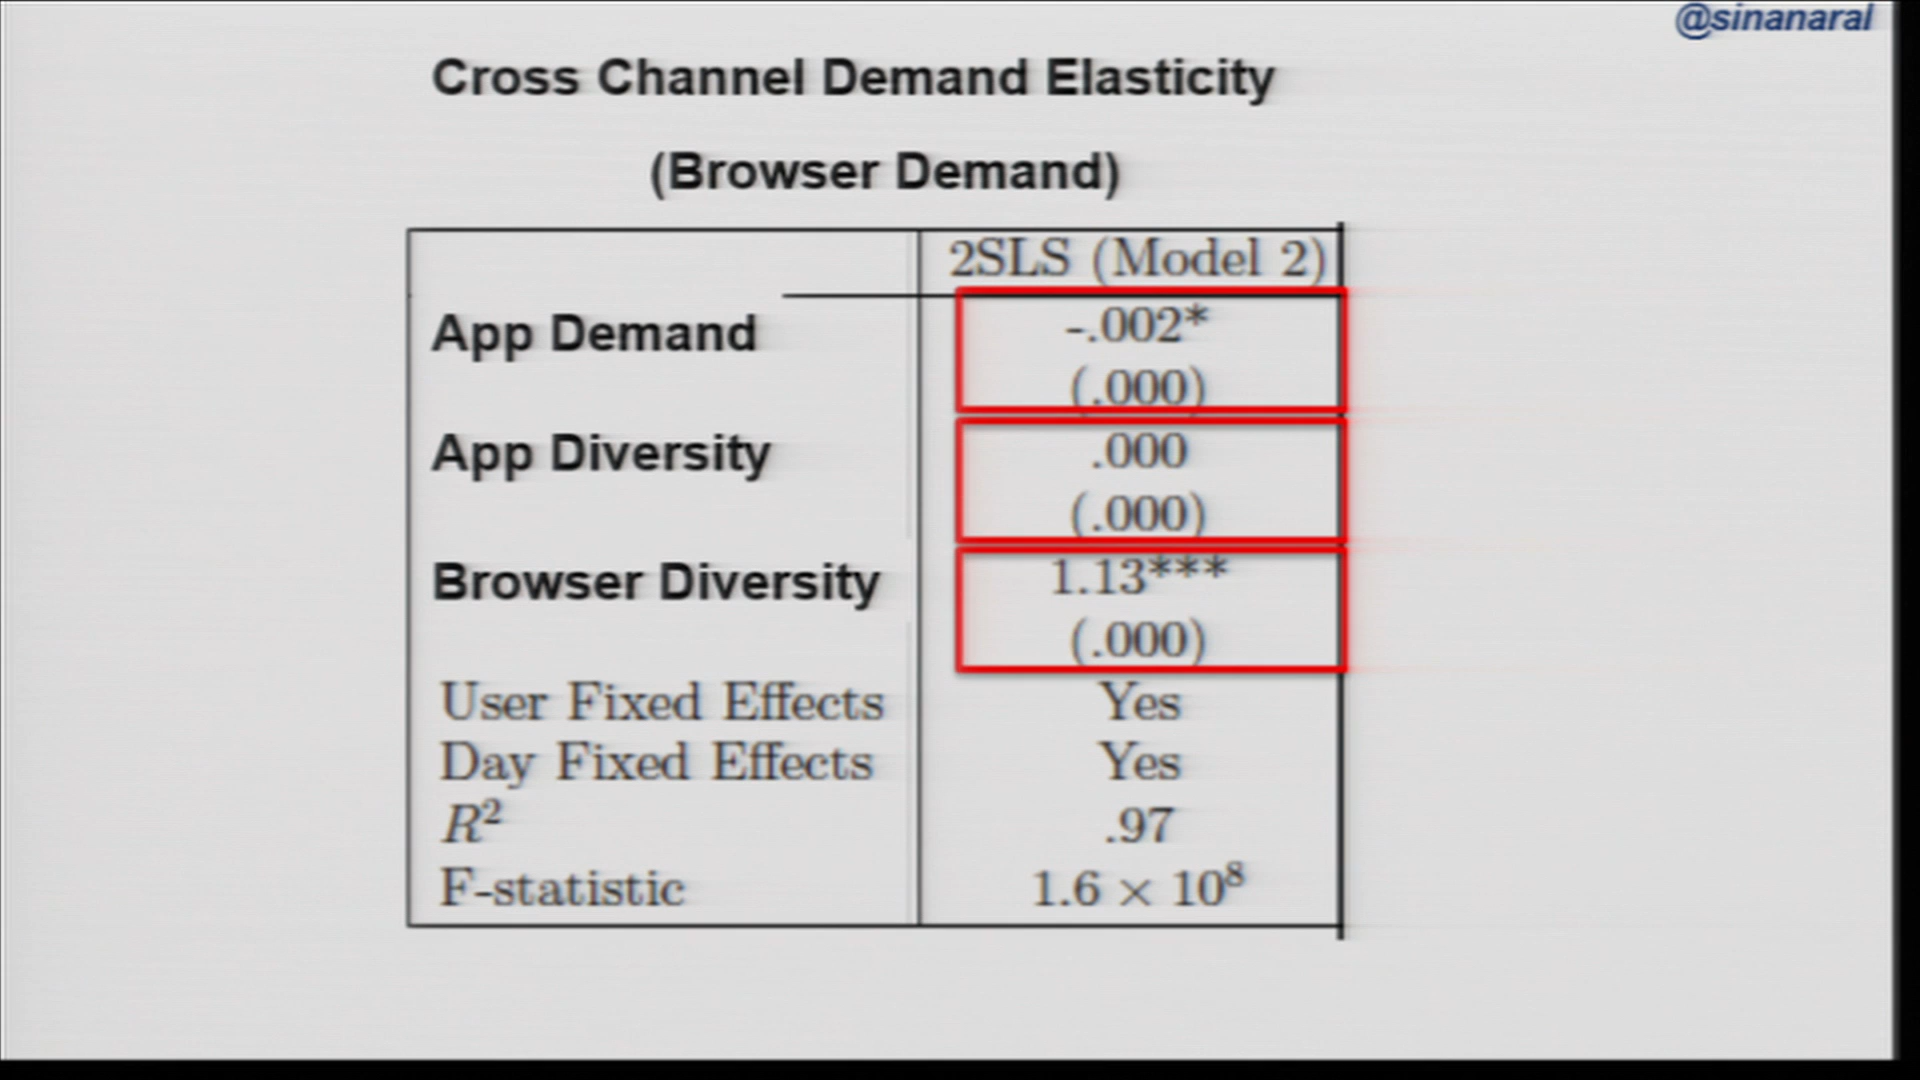 @sinanaral
Cross Channel Demand Elasticity
(Browser Demand)
2SLS (Model 2)
App Demand -.002*
(.000)
App Diversity .000
(.000)
Browser Diversity 1.13***
(.000)
User Fixed Effects Yes
Day Fixed Effects Yes
R² .97
F-statistic 1.6 × 10⁸